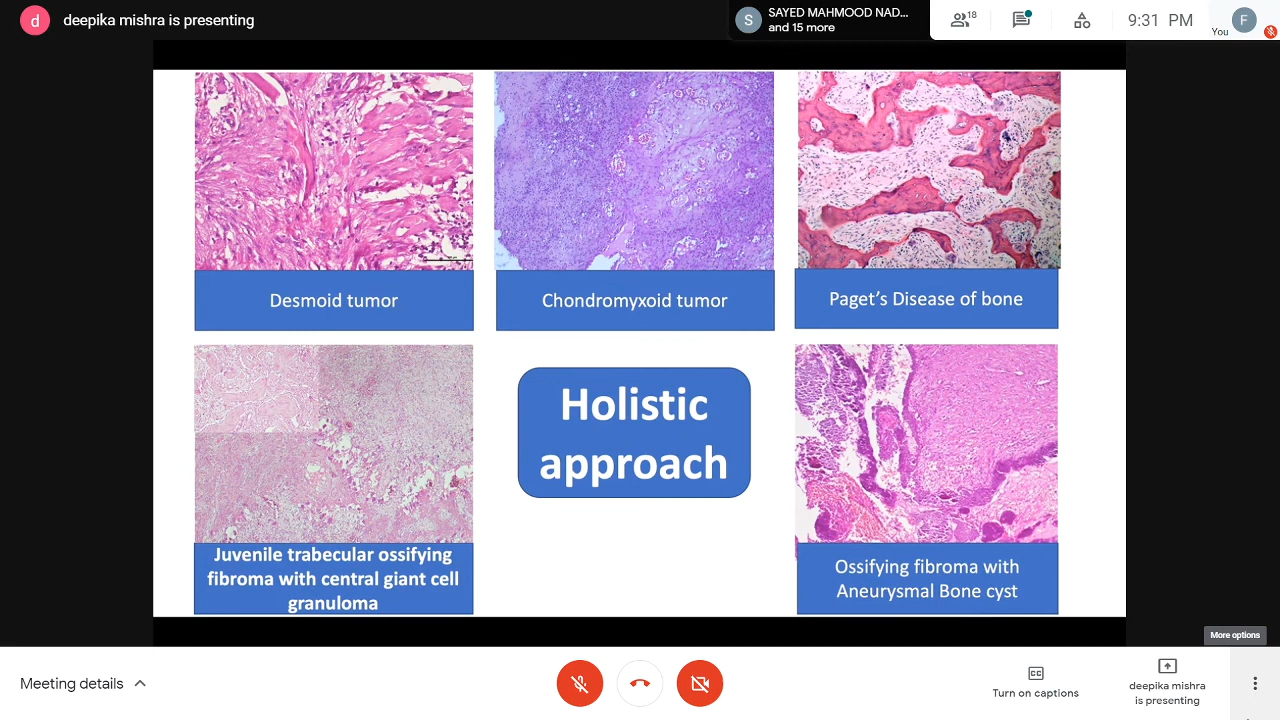 d
deepika mishra is presenting
S
SAYED MAHMOOD NAD...
and 15 more
18
9:31 PM
You
F
Desmoid tumor
Chondromyxoid tumor
Paget's Disease of bone
Holistic
approach
Juvenile trabecular ossifying
fibroma with central giant cell
granuloma
Ossifying fibroma with
Aneurysmal Bone cyst
More options
Meeting details
CC
Turn on captions
deepika mishra
is presenting